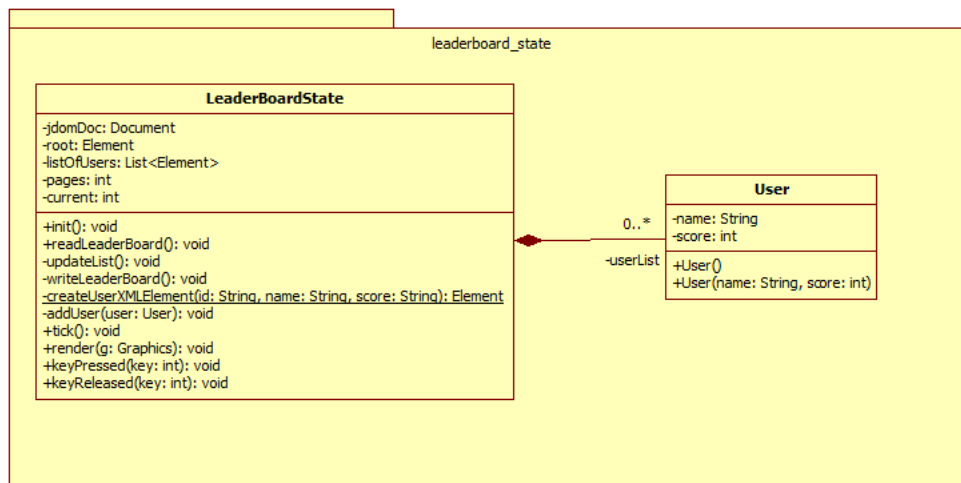 leaderboard_state
LeaderBoardState
-jdomDoc: Document
-root: Element
-listOfUsers: List<Element>
-pages: int
-current: int
+init(): void
+readLeaderBoard(): void
-updateList(): void
-writeLeaderBoard(): void
-createUserXMLElement(id: String, name: String, score: String): Element
-addUser(user: User): void
+tick(): void
+render(g: Graphics): void
+keyPressed(key: int): void
+keyReleased(key: int): void
0..*
-userList
User
-name: String
-score: int
+User()
+User(name: String, score: int)